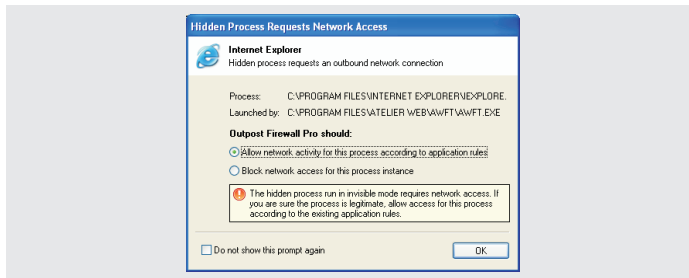 Hidden Process Requests Network Access
Internet Explorer
Hidden process requests an outbound network connection
Process: C:\PROGRAM FILES\INTERNET EXPLORER\IEXPLORE.
Launched by: C:\PROGRAM FILES\ATELIER WEB\AWFT\AWFT.EXE
Outpost Firewall Pro should:
Allow network activity for this process according to application rules
Block network access for this process instance
The hidden process run in invisible mode requires network access. If
you are sure the process is legitimate, allow access for this process
according to the existing application rules.
Do not show this prompt again
OK